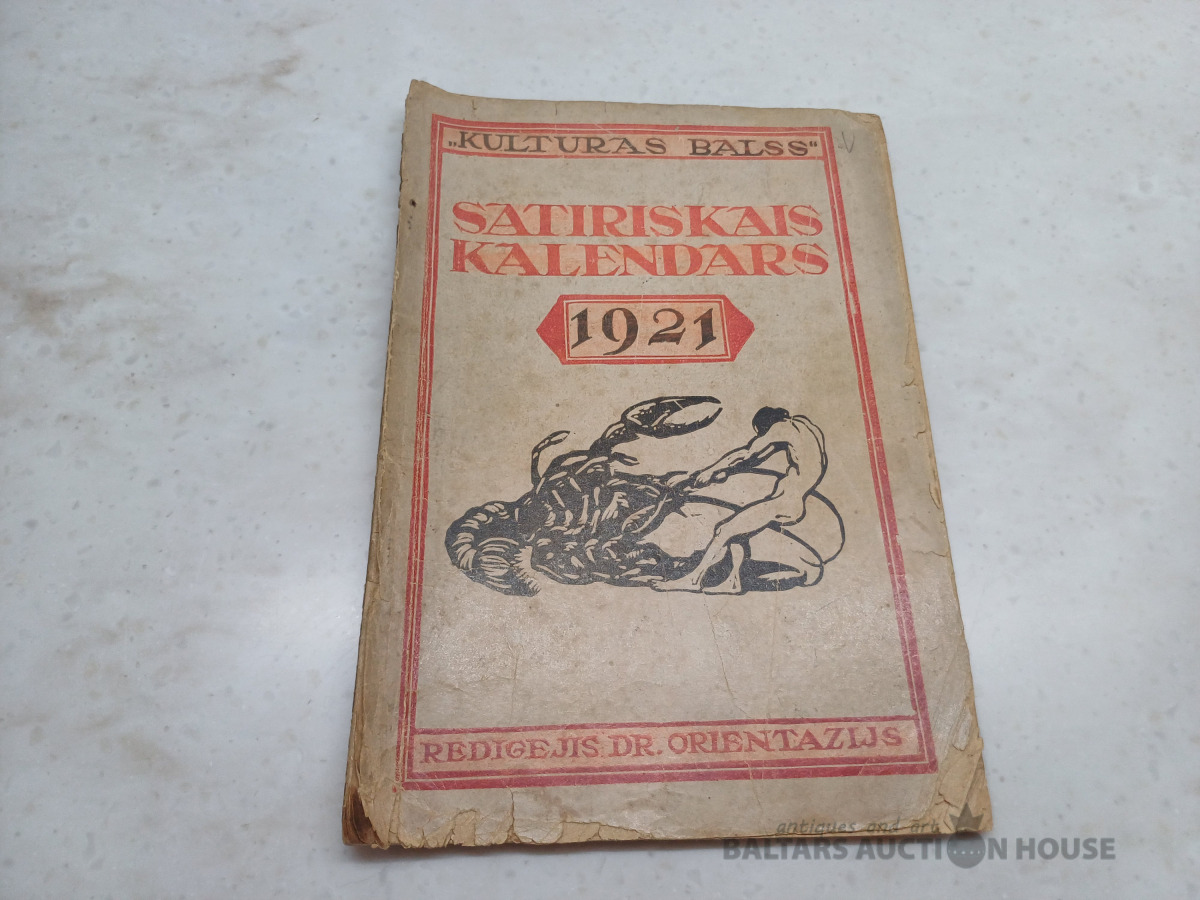 „KULTURAS BALSS“
SATIRISKAIS
KALENDARS
1921
REDIGEJIS DR. ORIENTAZIJS
antiques and art
BALTARS AUCTION HOUSE